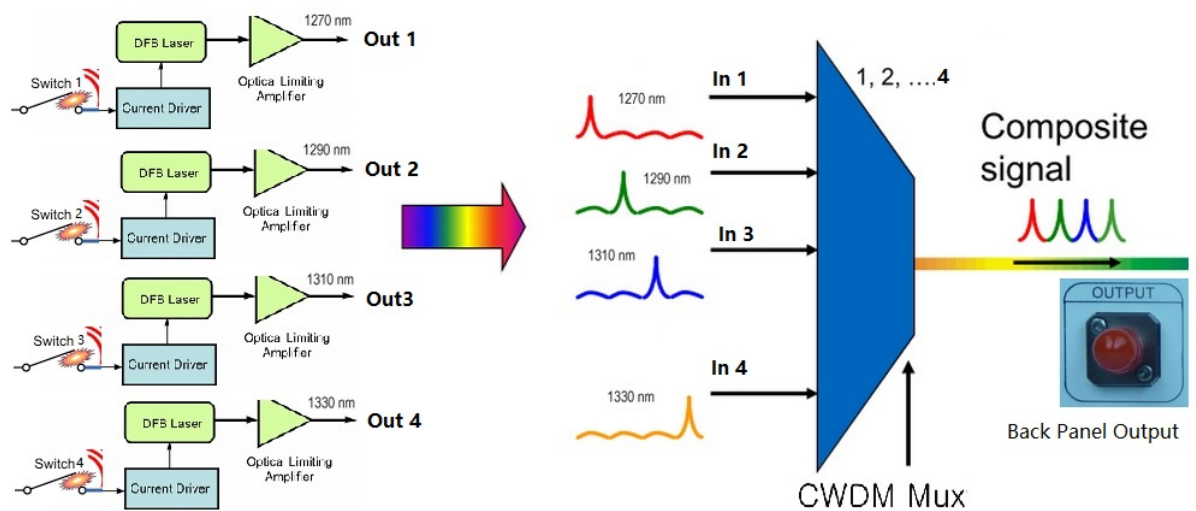 1270 nm
DFB Laser
Out 1
Switch 1
Optica Limiting
Amplifier
Current Driver
1290 nm
DFB Laser
Out 2
Switch 2
Optical Limiting
Amplifier
Current Driver
1310 nm
DFB Laser
Out3
Switch 3
Optical Limiting
Amplifier
Current Driver
1330 nm
DFB Laser
Out 4
Switch4
Optical Limiting
Amplifier
Current Driver
In 1
1270 nm
In 2
1290 nm
In 3
1310 nm
In 4
1330 nm
1, 2, ....4
CWDM Mux
Composite
signal
OUTPUT
Back Panel Output